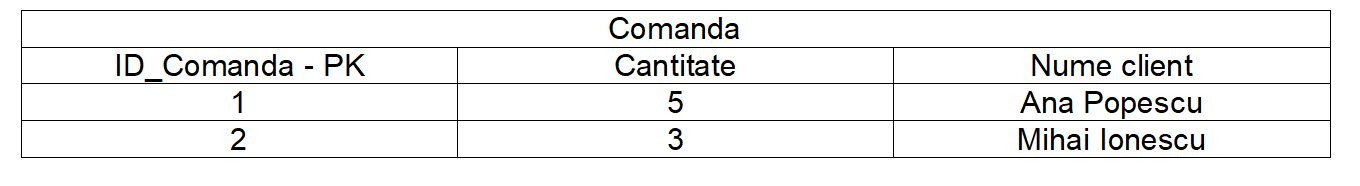 Comanda
ID_Comanda - PK Cantitate Nume client
1 5 Ana Popescu
2 3 Mihai Ionescu